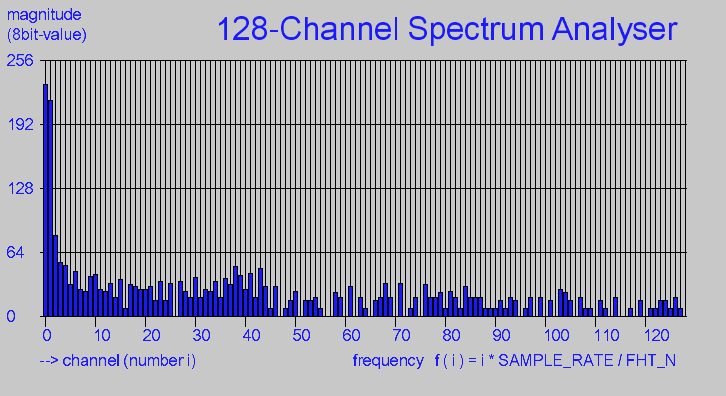 magnitude
(8bit-value)
128-Channel Spectrum Analyser
256
192
128
64
0
0 10 20 30 40 50 60 70 80 90 100 110 120
--> channel (number i) frequency f ( i ) = i * SAMPLE_RATE / FHT_N